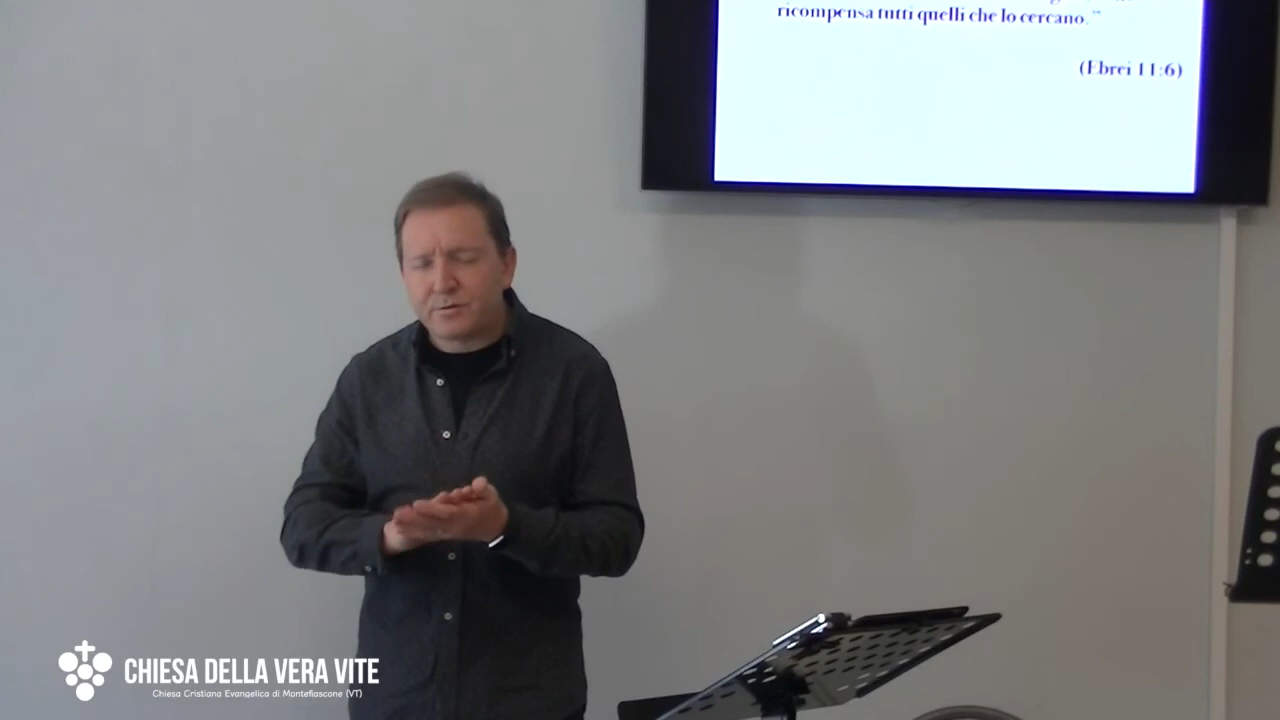 ricompensa tutti quelli che lo cercano.”
(Ebrei 11:6)
CHIESA DELLA VERA VITE
Chiesa Cristiana Evangelica di Montefiascone (VT)